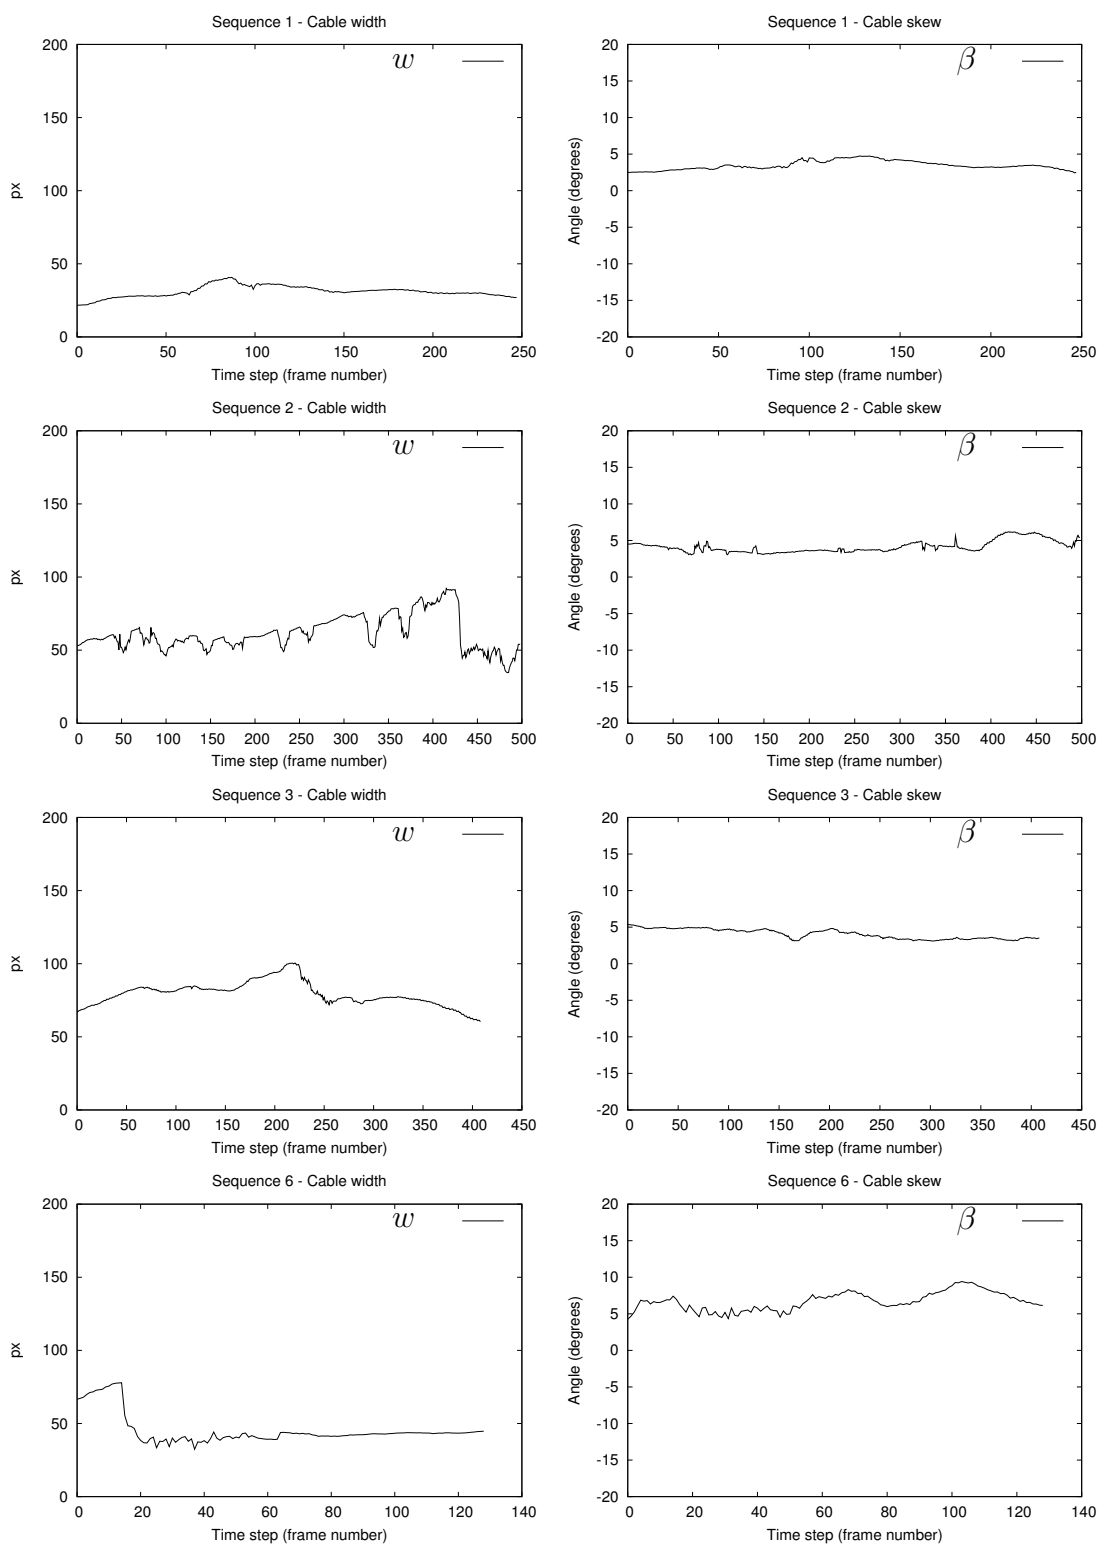 Sequence 1 - Cable width
200
150
100
50
0
px
w
0 50 100 150 200 250
Time step (frame number)
Sequence 1 - Cable skew
20
15
10
5
0
-5
-10
-15
-20
Angle (degrees)
β
0 50 100 150 200 250
Time step (frame number)
Sequence 2 - Cable width
200
150
100
50
0
px
w
0 50 100 150 200 250 300 350 400 450 500
Time step (frame number)
Sequence 2 - Cable skew
20
15
10
5
0
-5
-10
-15
-20
Angle (degrees)
β
0 50 100 150 200 250 300 350 400 450 500
Time step (frame number)
Sequence 3 - Cable width
200
150
100
50
0
px
w
0 50 100 150 200 250 300 350 400 450
Time step (frame number)
Sequence 3 - Cable skew
20
15
10
5
0
-5
-10
-15
-20
Angle (degrees)
β
0 50 100 150 200 250 300 350 400 450
Time step (frame number)
Sequence 6 - Cable width
200
150
100
50
0
px
w
0 20 40 60 80 100 120 140
Time step (frame number)
Sequence 6 - Cable skew
20
15
10
5
0
-5
-10
-15
-20
Angle (degrees)
β
0 20 40 60 80 100 120 140
Time step (frame number)